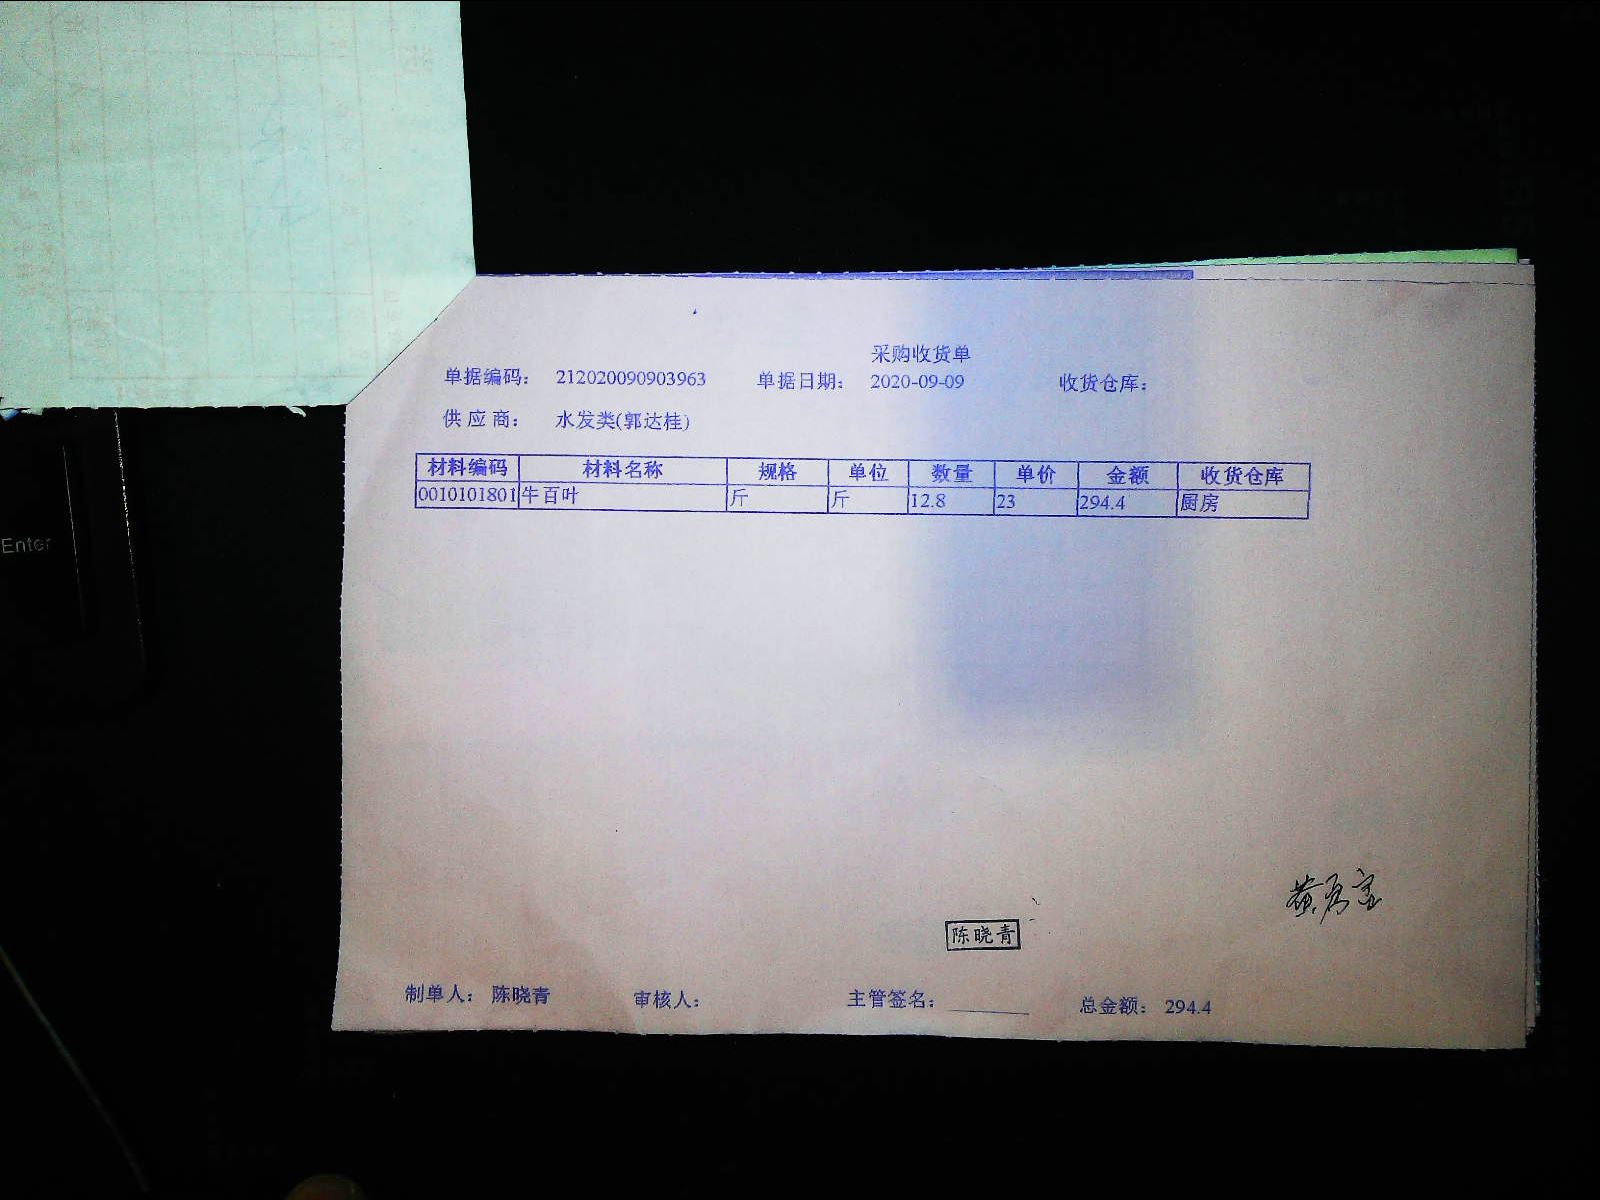 采购收货单
单据编码： 212020090903963 单据日期： 2020-09-09 收货仓库：
供应商： 水发类(郭达桂)
材料编码 材料名称 规格 单位 数量 单价 金额 收货仓库
0010101801 牛百叶 斤 斤 12.8 23 294.4 厨房
陈晓青
制单人： 陈晓青 审核人： 主管签名： 总金额： 294.4
Enter